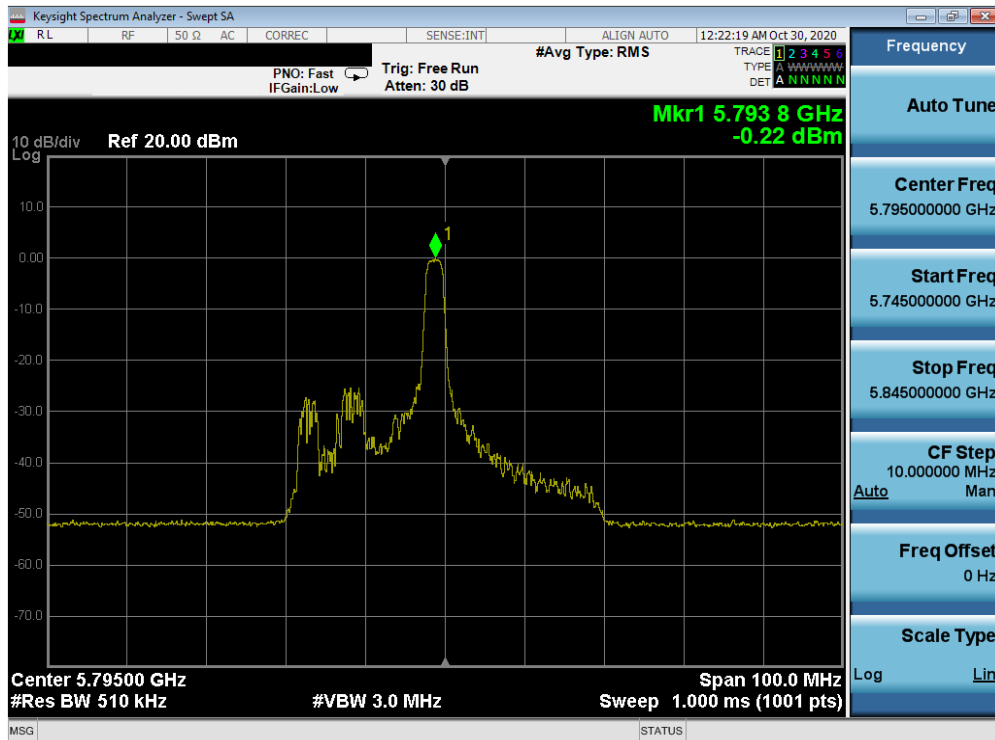 Keysight Spectrum Analyzer - Swept SA
LXI RL RF 50 Ω AC CORREC SENSE:INT ALIGN AUTO 12:22:19 AM Oct 30, 2020
#Avg Type: RMS
TRACE 1 2 3 4 5 6
TYPE A WWWWW
DET A N N N N N
PNO: Fast
IFGain:Low
Trig: Free Run
Atten: 30 dB
Mkr1 5.793 8 GHz
-0.22 dBm
10 dB/div
Log
Ref 20.00 dBm
1
10.0
0.00
-10.0
-20.0
-30.0
-40.0
-50.0
-60.0
-70.0
Center 5.79500 GHz
Span 100.0 MHz
#Res BW 510 kHz
#VBW 3.0 MHz
Sweep 1.000 ms (1001 pts)
MSG
STATUS
Frequency
Auto Tune
Center Freq
5.795000000 GHz
Start Freq
5.745000000 GHz
Stop Freq
5.845000000 GHz
CF Step
10.000000 MHz
Auto Man
Freq Offset
0 Hz
Scale Type
Log Lin